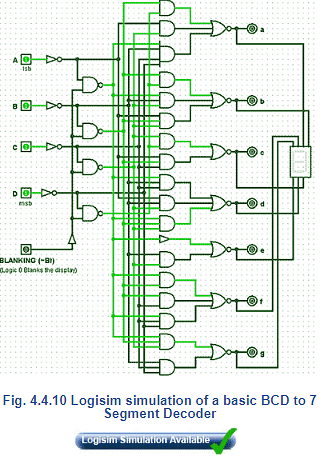 a
A
lsb
b
B
c
C
d
D
msb
e
BLANKING (~BI)
(Logic 0 Blanks the display)
f
g
Fig. 4.4.10 Logisim simulation of a basic BCD to 7
Segment Decoder
Logisim Simulation Available